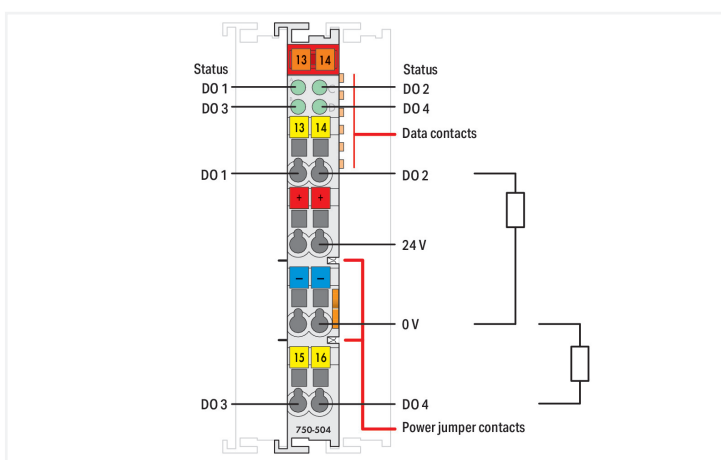 13 14
Status
Status
DO 1
DO 2
DO 3
DO 4
13 14
Data contacts
DO 1
DO 2
+ +
24 V
− −
0 V
15 16
DO 3
DO 4
750-504
Power jumper contacts